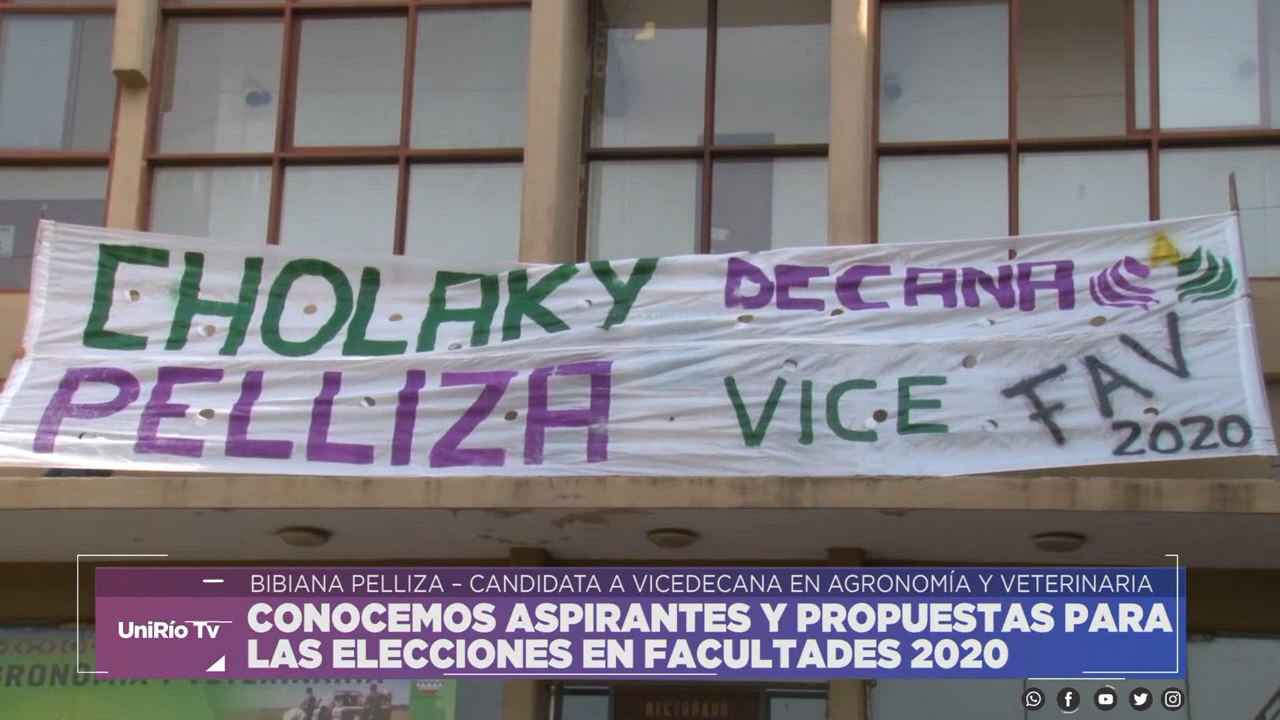 CHOLAKY DECANA
PELLIZA VICE FAV
2020
BIBIANA PELLIZA – CANDIDATA A VICEDECANA EN AGRONOMÍA Y VETERINARIA
UniRío Tv
CONOCEMOS ASPIRANTES Y PROPUESTAS PARA
LAS ELECCIONES EN FACULTADES 2020
RECTORADO